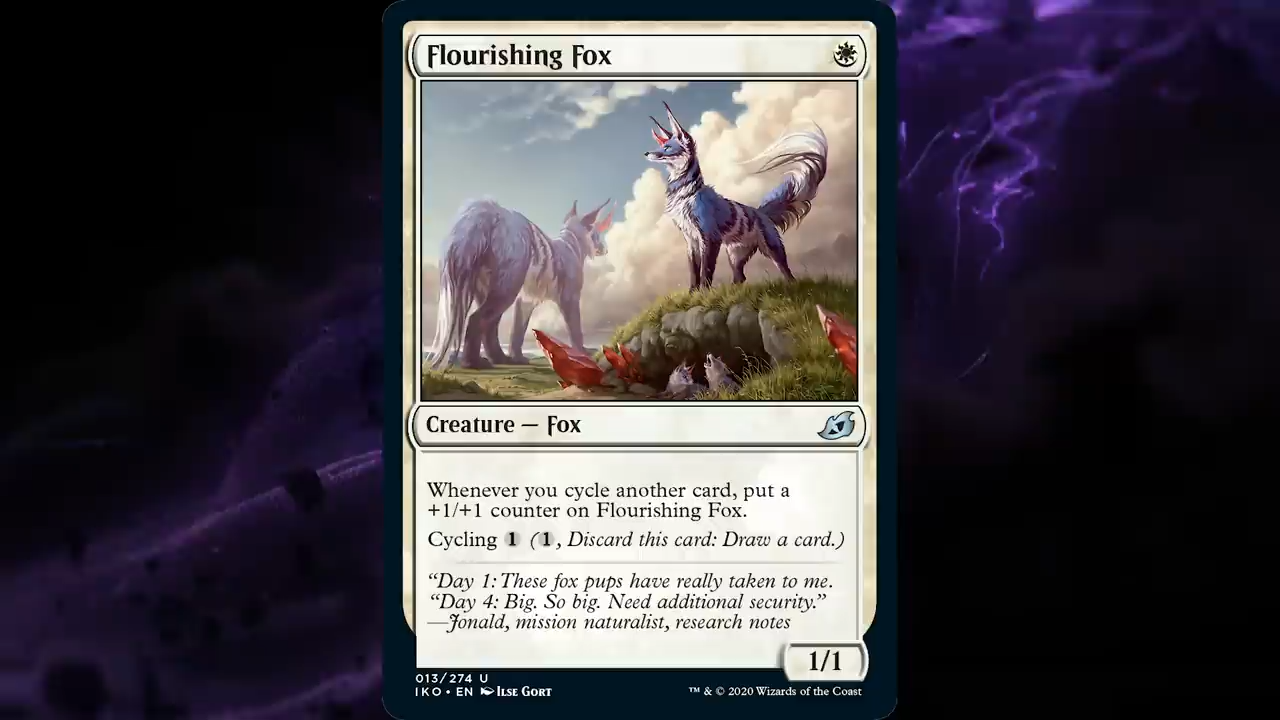 Flourishing Fox
Creature — Fox
Whenever you cycle another card, put a
+1/+1 counter on Flourishing Fox.
Cycling 1 (1, Discard this card: Draw a card.)
“Day 1: These fox pups have really taken to me.
“Day 4: Big. So big. Need additional security.”
—Jonald, mission naturalist, research notes
1/1
013/274 U
IKO • EN Ilse Gort
™ & © 2020 Wizards of the Coast